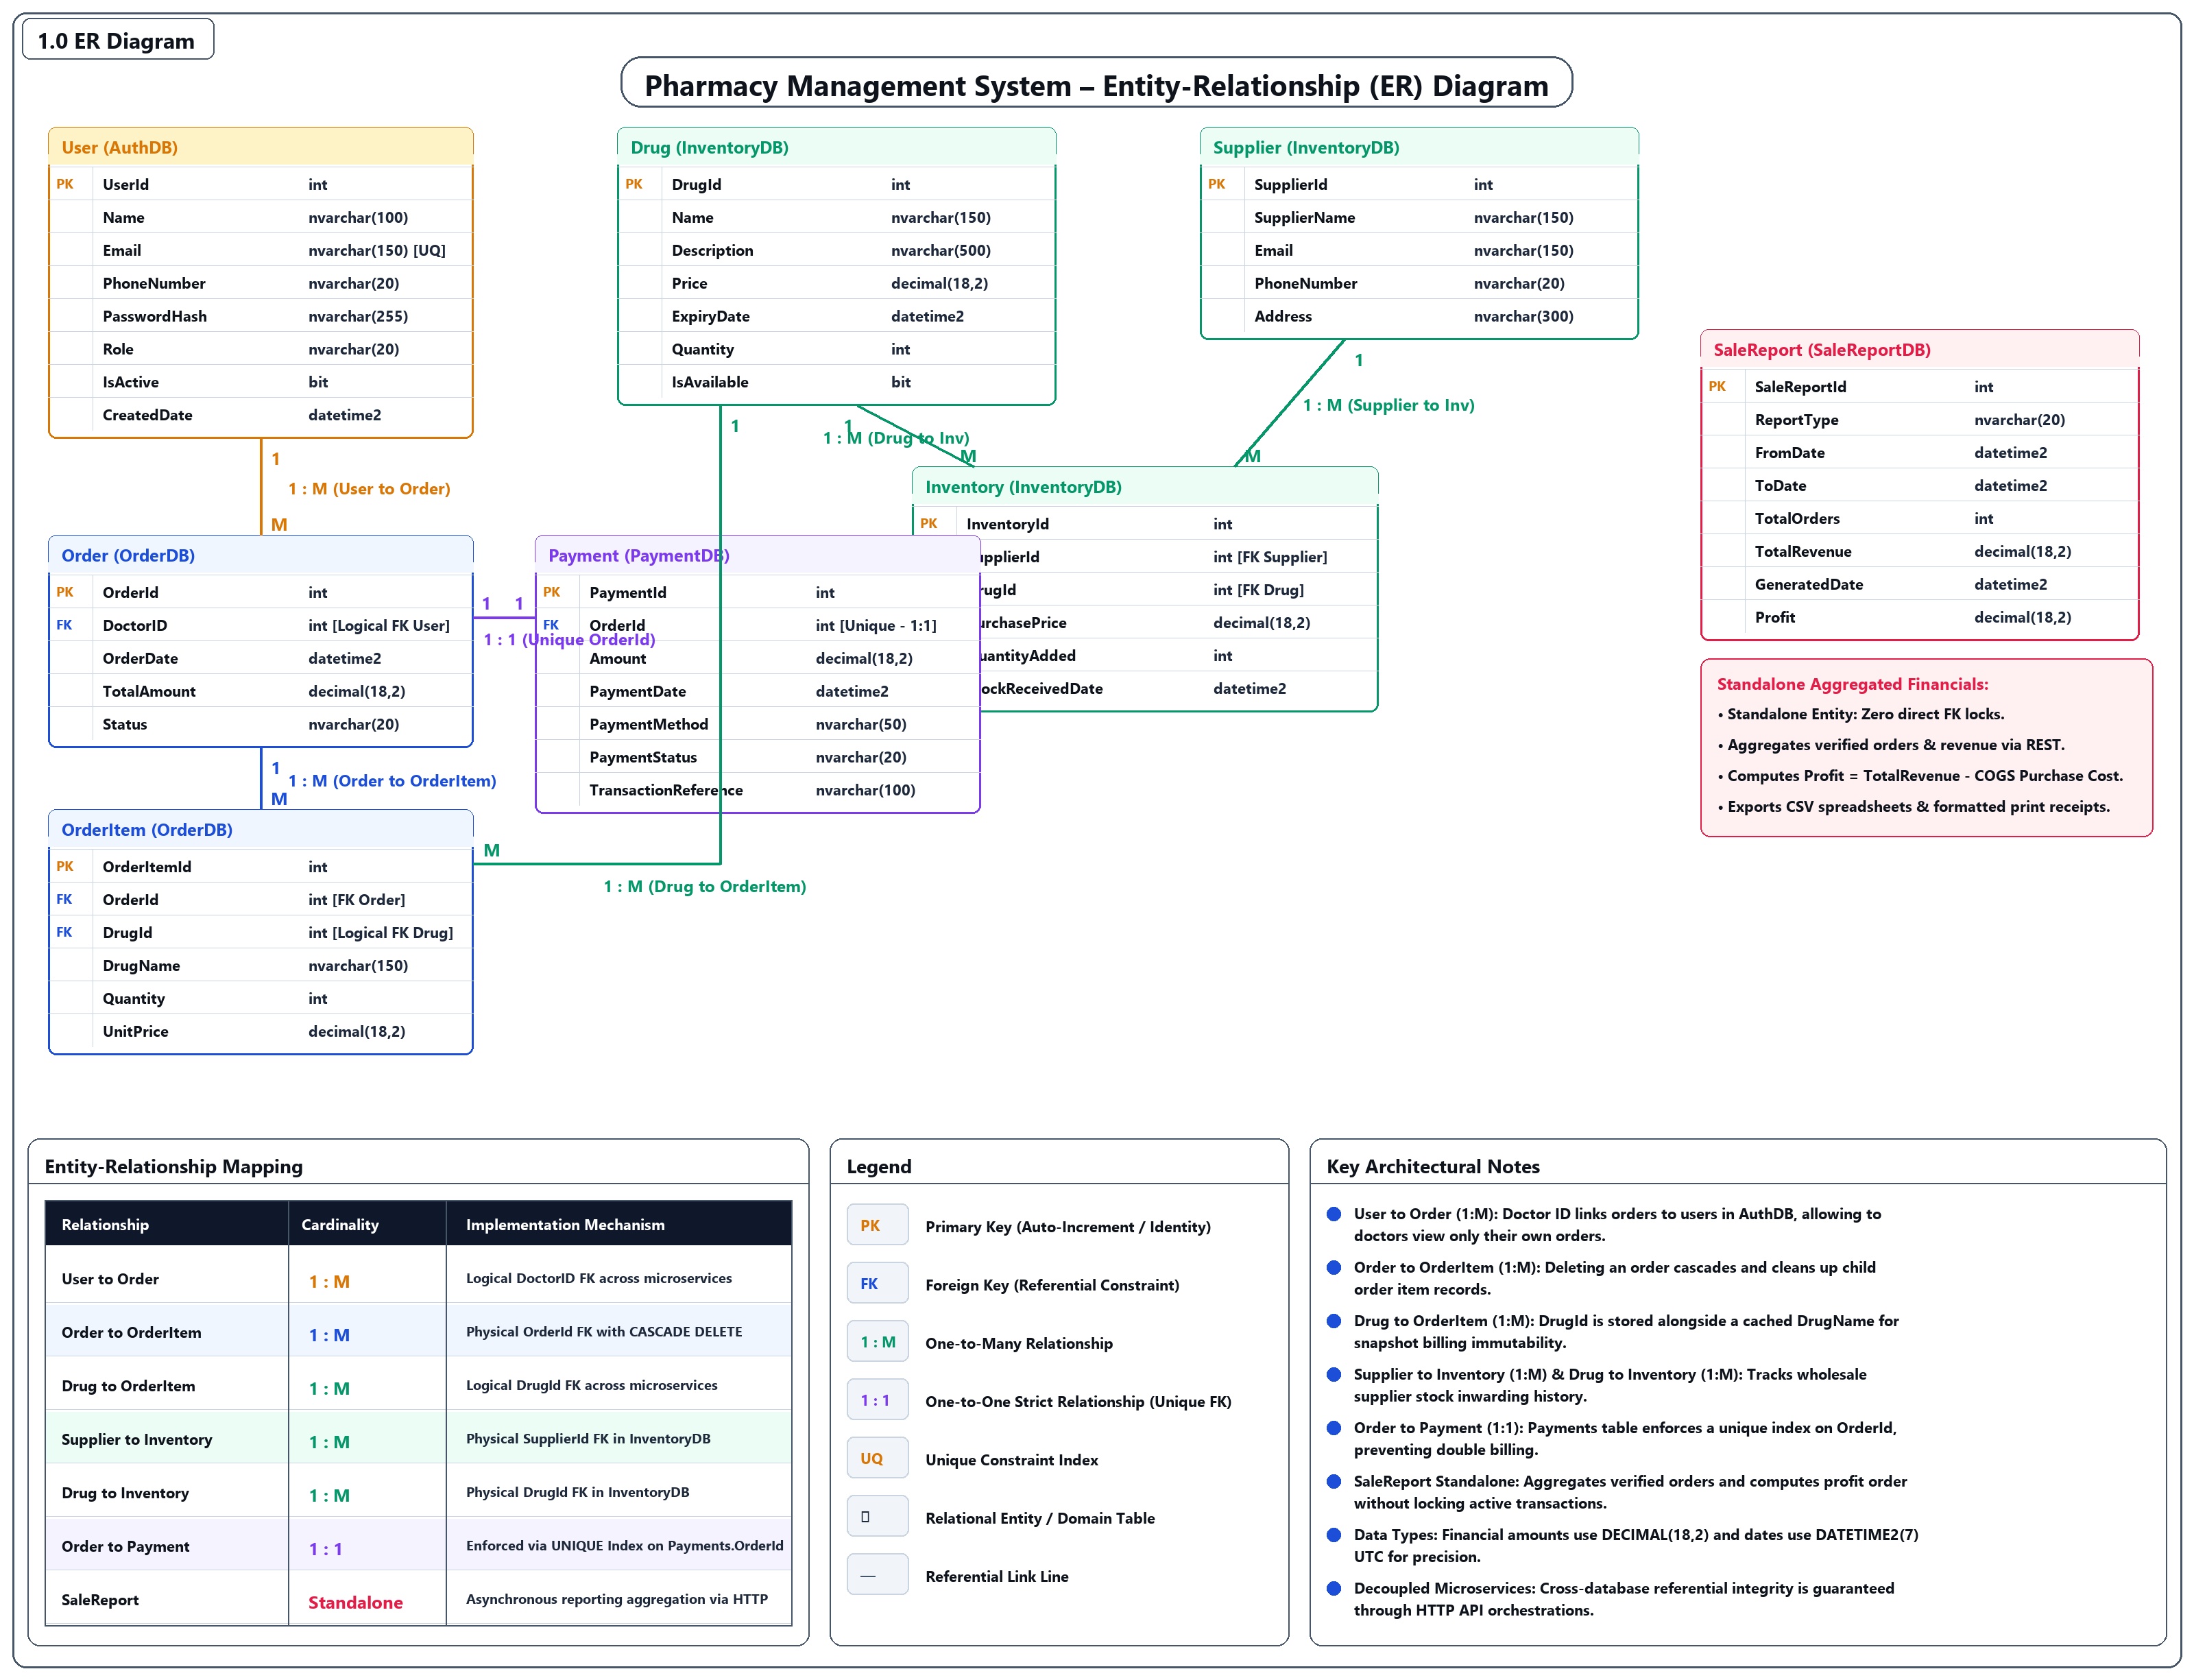 1.0 ER Diagram
Pharmacy Management System – Entity-Relationship (ER) Diagram
User (AuthDB)
PK UserId int
Name nvarchar(100)
Email nvarchar(150) [UQ]
PhoneNumber nvarchar(20)
PasswordHash nvarchar(255)
Role nvarchar(20)
IsActive bit
CreatedDate datetime2
Drug (InventoryDB)
PK DrugId int
Name nvarchar(150)
Description nvarchar(500)
Price decimal(18,2)
ExpiryDate datetime2
Quantity int
IsAvailable bit
Supplier (InventoryDB)
PK SupplierId int
SupplierName nvarchar(150)
Email nvarchar(150)
PhoneNumber nvarchar(20)
Address nvarchar(300)
SaleReport (SaleReportDB)
PK SaleReportId int
ReportType nvarchar(20)
FromDate datetime2
ToDate datetime2
TotalOrders int
TotalRevenue decimal(18,2)
GeneratedDate datetime2
Profit decimal(18,2)
1
1 : M (User to Order)
M
1
1
1 : M (Drug to Inv)
M
1
1 : M (Supplier to Inv)
M
Inventory (InventoryDB)
PK InventoryId int
upplierId int [FK Supplier]
rugId int [FK Drug]
urchasePrice decimal(18,2)
uantityAdded int
ockReceivedDate datetime2
Order (OrderDB)
PK OrderId int
FK DoctorID int [Logical FK User]
OrderDate datetime2
TotalAmount decimal(18,2)
Status nvarchar(20)
1 1
1 : 1 (Unique OrderId)
Payment (PaymentDB)
PK PaymentId int
FK OrderId int [Unique - 1:1]
Amount decimal(18,2)
PaymentDate datetime2
PaymentMethod nvarchar(50)
PaymentStatus nvarchar(20)
TransactionReference nvarchar(100)
Standalone Aggregated Financials:
• Standalone Entity: Zero direct FK locks.
• Aggregates verified orders & revenue via REST.
• Computes Profit = TotalRevenue - COGS Purchase Cost.
• Exports CSV spreadsheets & formatted print receipts.
1
1 : M (Order to OrderItem)
M
OrderItem (OrderDB)
PK OrderItemId int
FK OrderId int [FK Order]
FK DrugId int [Logical FK Drug]
DrugName nvarchar(150)
Quantity int
UnitPrice decimal(18,2)
M
1 : M (Drug to OrderItem)
Entity-Relationship Mapping
Relationship Cardinality Implementation Mechanism
User to Order 1 : M Logical DoctorID FK across microservices
Order to OrderItem 1 : M Physical OrderId FK with CASCADE DELETE
Drug to OrderItem 1 : M Logical DrugId FK across microservices
Supplier to Inventory 1 : M Physical SupplierId FK in InventoryDB
Drug to Inventory 1 : M Physical DrugId FK in InventoryDB
Order to Payment 1 : 1 Enforced via UNIQUE Index on Payments.OrderId
SaleReport Standalone Asynchronous reporting aggregation via HTTP
Legend
PK Primary Key (Auto-Increment / Identity)
FK Foreign Key (Referential Constraint)
1 : M One-to-Many Relationship
1 : 1 One-to-One Strict Relationship (Unique FK)
UQ Unique Constraint Index
Relational Entity / Domain Table
— Referential Link Line
Key Architectural Notes
User to Order (1:M): Doctor ID links orders to users in AuthDB, allowing to
doctors view only their own orders.
Order to OrderItem (1:M): Deleting an order cascades and cleans up child
order item records.
Drug to OrderItem (1:M): DrugId is stored alongside a cached DrugName for
snapshot billing immutability.
Supplier to Inventory (1:M) & Drug to Inventory (1:M): Tracks wholesale
supplier stock inwarding history.
Order to Payment (1:1): Payments table enforces a unique index on OrderId,
preventing double billing.
SaleReport Standalone: Aggregates verified orders and computes profit order
without locking active transactions.
Data Types: Financial amounts use DECIMAL(18,2) and dates use DATETIME2(7)
UTC for precision.
Decoupled Microservices: Cross-database referential integrity is guaranteed
through HTTP API orchestrations.